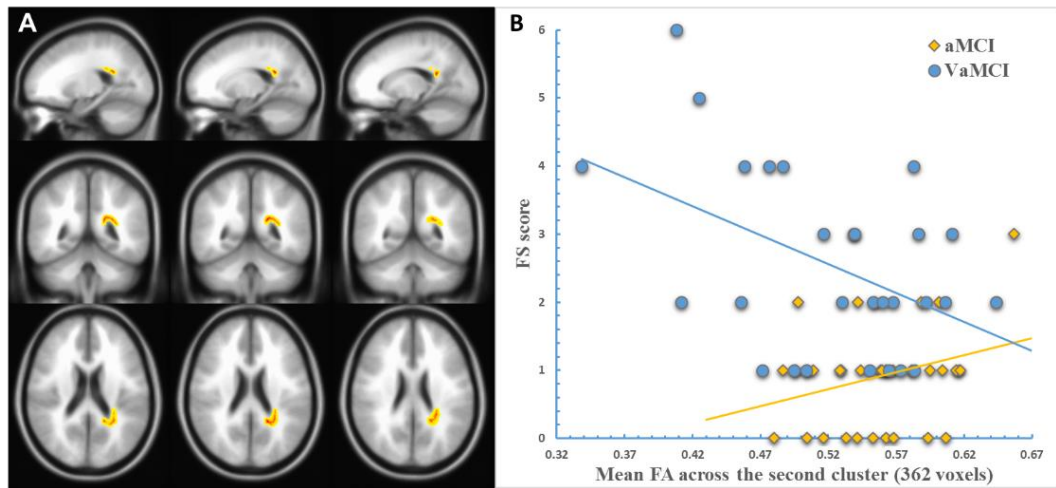 A
B
6
5
4
3
2
1
0
FS score
aMCI
VaMCI
0.32
0.37
0.42
0.47
0.52
0.57
0.62
0.67
Mean FA across the second cluster (362 voxels)